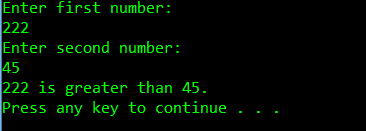 Enter first number:
222
Enter second number:
45
222 is greater than 45.
Press any key to continue . . .